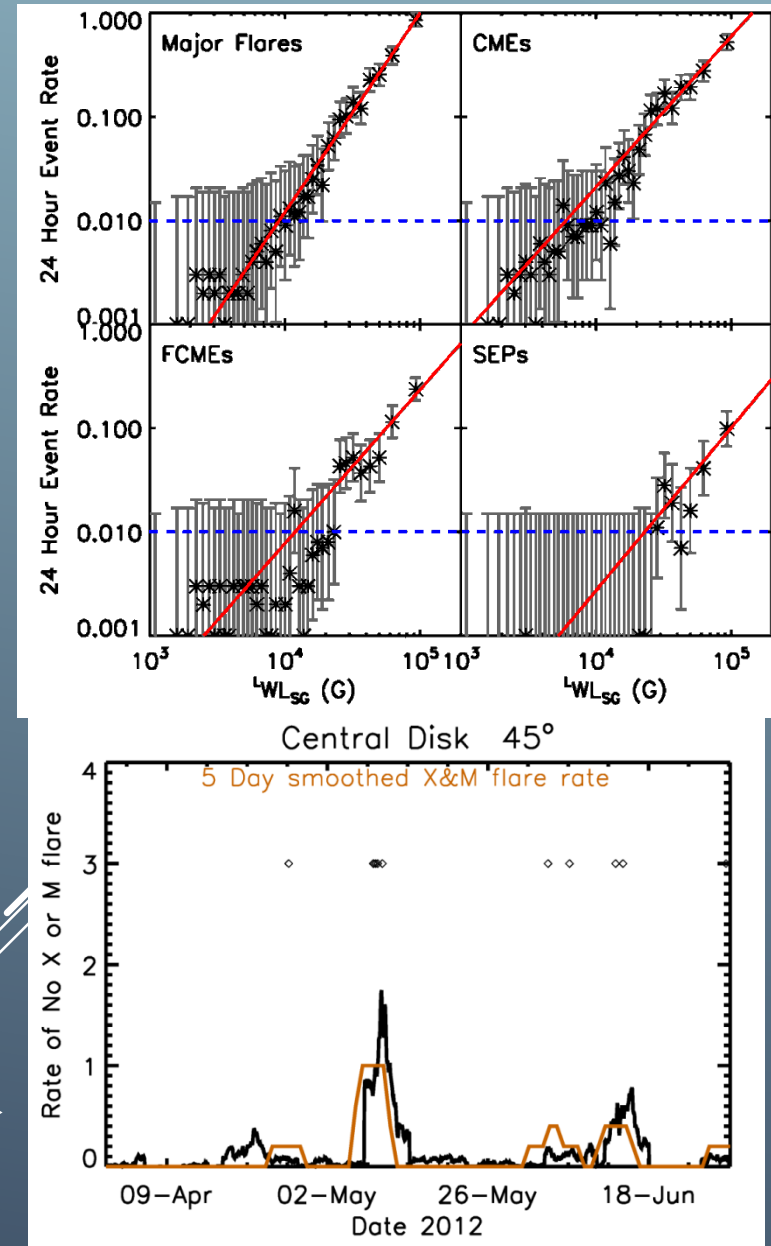 1.000
0.100
0.010
0.001
24 Hour Event Rate
Major Flares
CMEs
0.100
0.010
0.001
24 Hour Event Rate
FCMEs
SEPs
10³ 10⁴ 10⁵ 10³ 10⁴ 10⁵
ᴸWL_SG (G) ᴸWL_SG (G)
Central Disk 45°
5 Day smoothed X&M flare rate
4
3
2
1
0
Rate of No X or M flare
09-Apr 02-May 26-May 18-Jun
Date 2012